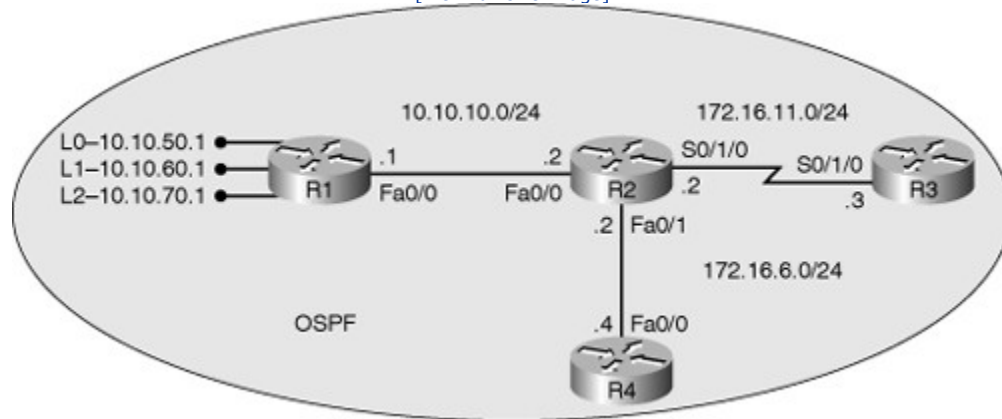 10.10.10.0/24
172.16.11.0/24
L0–10.10.50.1
L1–10.10.60.1
L2–10.10.70.1
.1
.2
S0/1/0
S0/1/0
R1
Fa0/0
Fa0/0
R2
.2
.3
R3
.2
Fa0/1
172.16.6.0/24
OSPF
.4
Fa0/0
R4